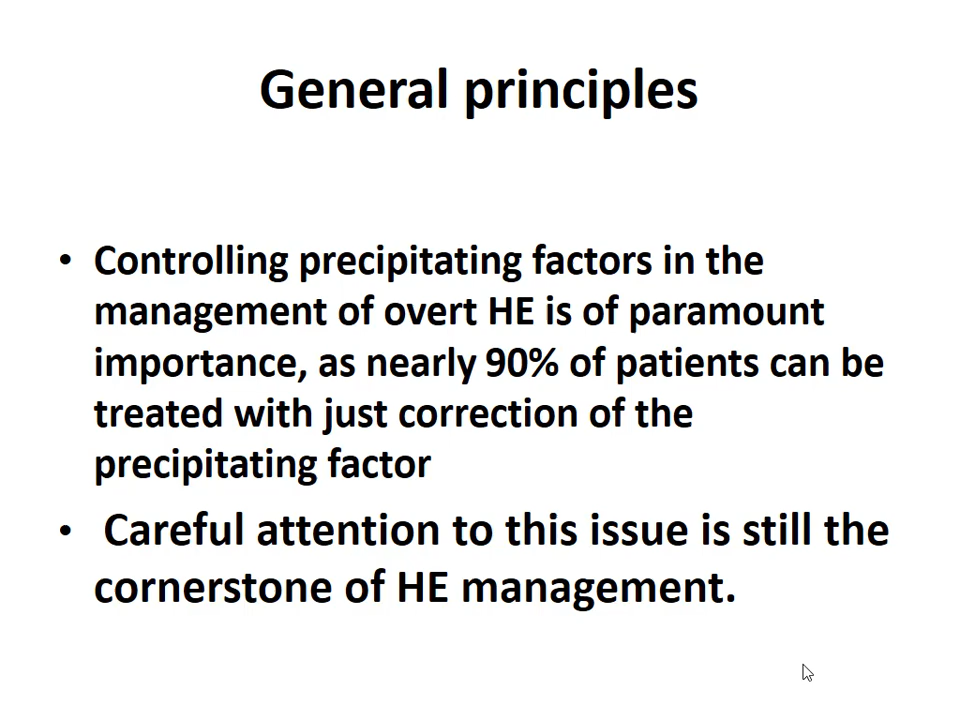 General principles
• Controlling precipitating factors in the
management of overt HE is of paramount
importance, as nearly 90% of patients can be
treated with just correction of the
precipitating factor
• Careful attention to this issue is still the
cornerstone of HE management.